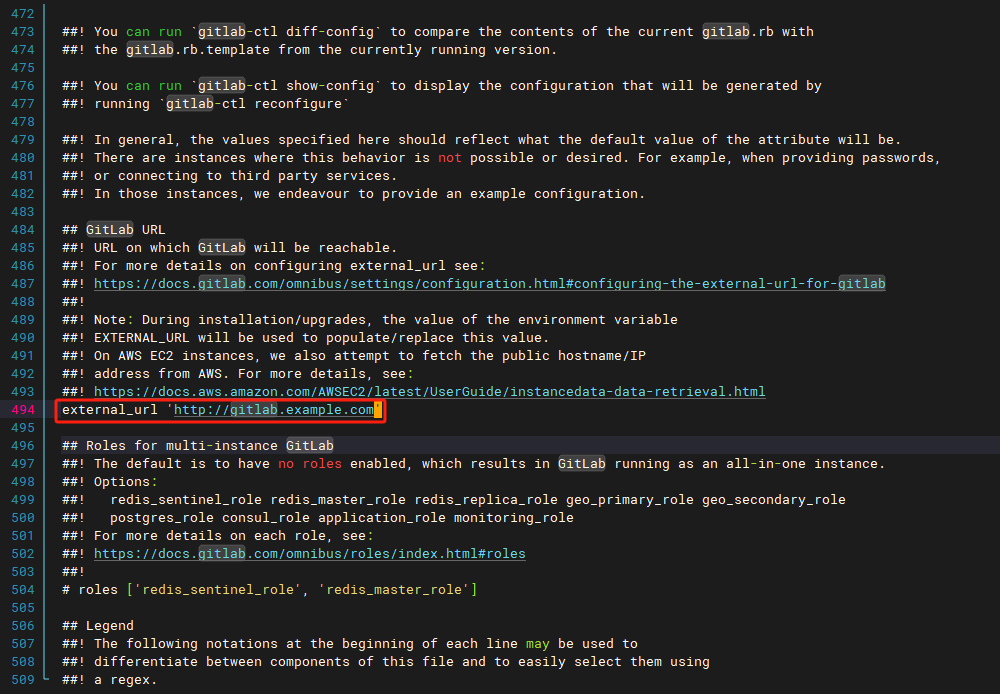 472
473 ##! You can run `gitlab-ctl diff-config` to compare the contents of the current gitlab.rb with
474 ##! the gitlab.rb.template from the currently running version.
475
476 ##! You can run `gitlab-ctl show-config` to display the configuration that will be generated by
477 ##! running `gitlab-ctl reconfigure`
478
479 ##! In general, the values specified here should reflect what the default value of the attribute will be.
480 ##! There are instances where this behavior is not possible or desired. For example, when providing passwords,
481 ##! or connecting to third party services.
482 ##! In those instances, we endeavour to provide an example configuration.
483
484 ## GitLab URL
485 ##! URL on which GitLab will be reachable.
486 ##! For more details on configuring external_url see:
487 ##! https://docs.gitlab.com/omnibus/settings/configuration.html#configuring-the-external-url-for-gitlab
488 ##!
489 ##! Note: During installation/upgrades, the value of the environment variable
490 ##! EXTERNAL_URL will be used to populate/replace this value.
491 ##! On AWS EC2 instances, we also attempt to fetch the public hostname/IP
492 ##! address from AWS. For more details, see:
493 ##! https://docs.aws.amazon.com/AWSEC2/latest/UserGuide/instancedata-data-retrieval.html
494 external_url 'http://gitlab.example.com'
495
496 ## Roles for multi-instance GitLab
497 ##! The default is to have no roles enabled, which results in GitLab running as an all-in-one instance.
498 ##! Options:
499 ##!   redis_sentinel_role redis_master_role redis_replica_role geo_primary_role geo_secondary_role
500 ##!   postgres_role consul_role application_role monitoring_role
501 ##! For more details on each role, see:
502 ##! https://docs.gitlab.com/omnibus/roles/index.html#roles
503 ##!
504 # roles ['redis_sentinel_role', 'redis_master_role']
505
506 ## Legend
507 ##! The following notations at the beginning of each line may be used to
508 ##! differentiate between components of this file and to easily select them using
509 ##! a regex.